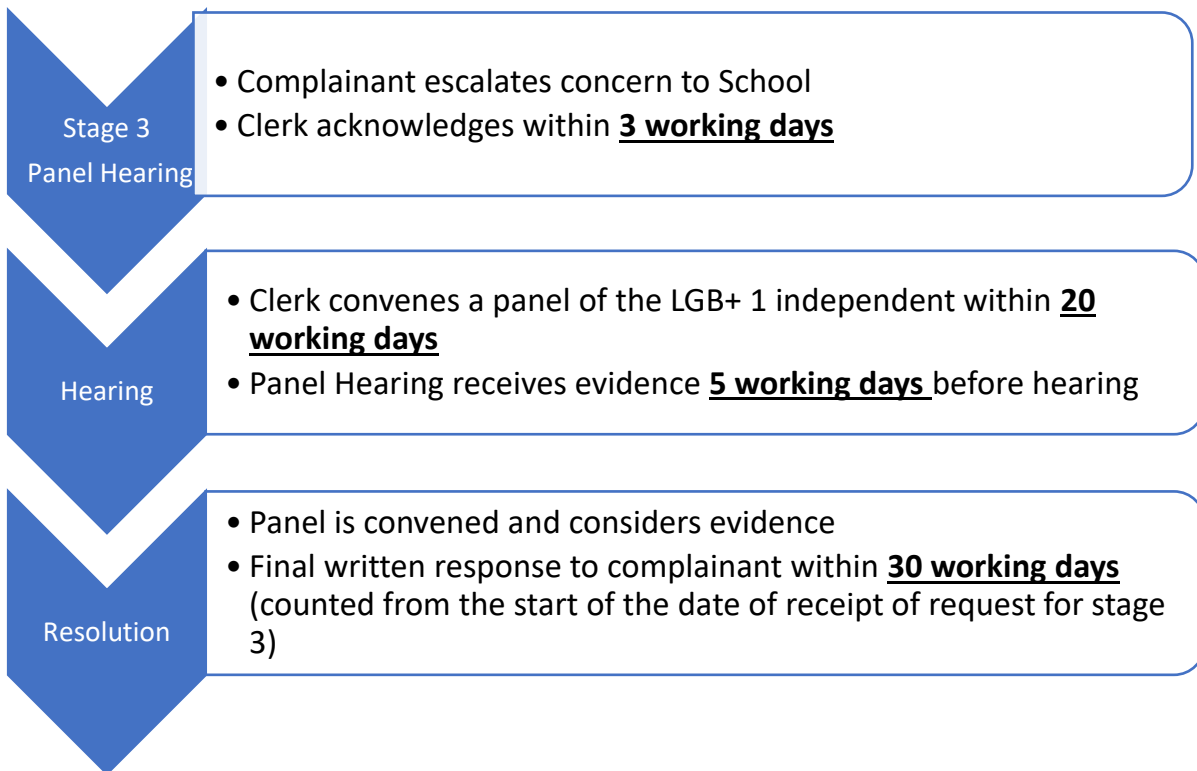 Stage 3
Panel Hearing
• Complainant escalates concern to School
• Clerk acknowledges within 3 working days
Hearing
• Clerk convenes a panel of the LGB+ 1 independent within 20
working days
• Panel Hearing receives evidence 5 working days before hearing
Resolution
• Panel is convened and considers evidence
• Final written response to complainant within 30 working days
(counted from the start of the date of receipt of request for stage
3)